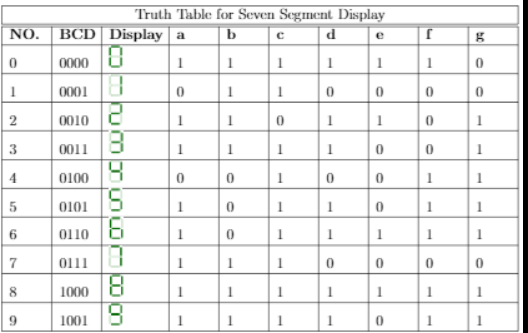 Truth Table for Seven Segment Display
NO. BCD Display a b c d e f g
0 0000 0 1 1 1 1 1 1 0
1 0001 1 0 1 1 0 0 0 0
2 0010 2 1 1 0 1 1 0 1
3 0011 3 1 1 1 1 0 0 1
4 0100 4 0 0 1 0 0 1 1
5 0101 5 1 0 1 1 0 1 1
6 0110 6 1 0 1 1 1 1 1
7 0111 7 1 1 1 0 0 0 0
8 1000 8 1 1 1 1 1 1 1
9 1001 9 1 1 1 1 0 1 1